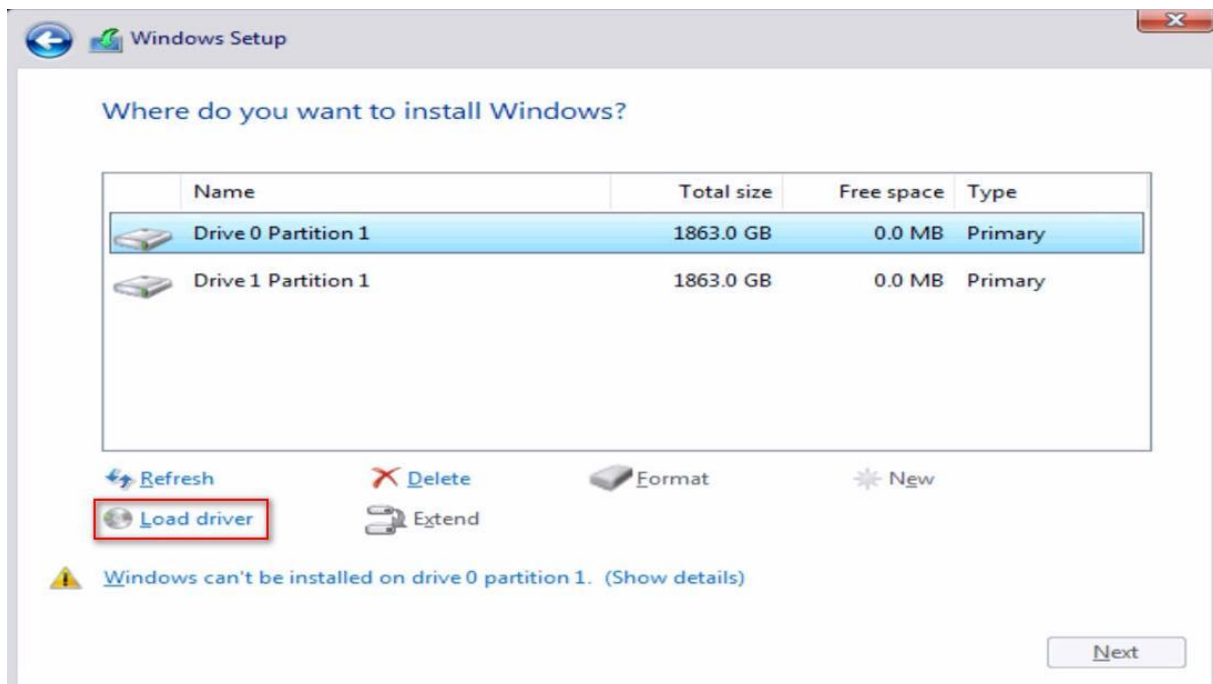 Windows Setup
Where do you want to install Windows?
Name Total size Free space Type
Drive 0 Partition 1 1863.0 GB 0.0 MB Primary
Drive 1 Partition 1 1863.0 GB 0.0 MB Primary
Refresh Delete Format New
Load driver Extend
Windows can't be installed on drive 0 partition 1. (Show details)
Next